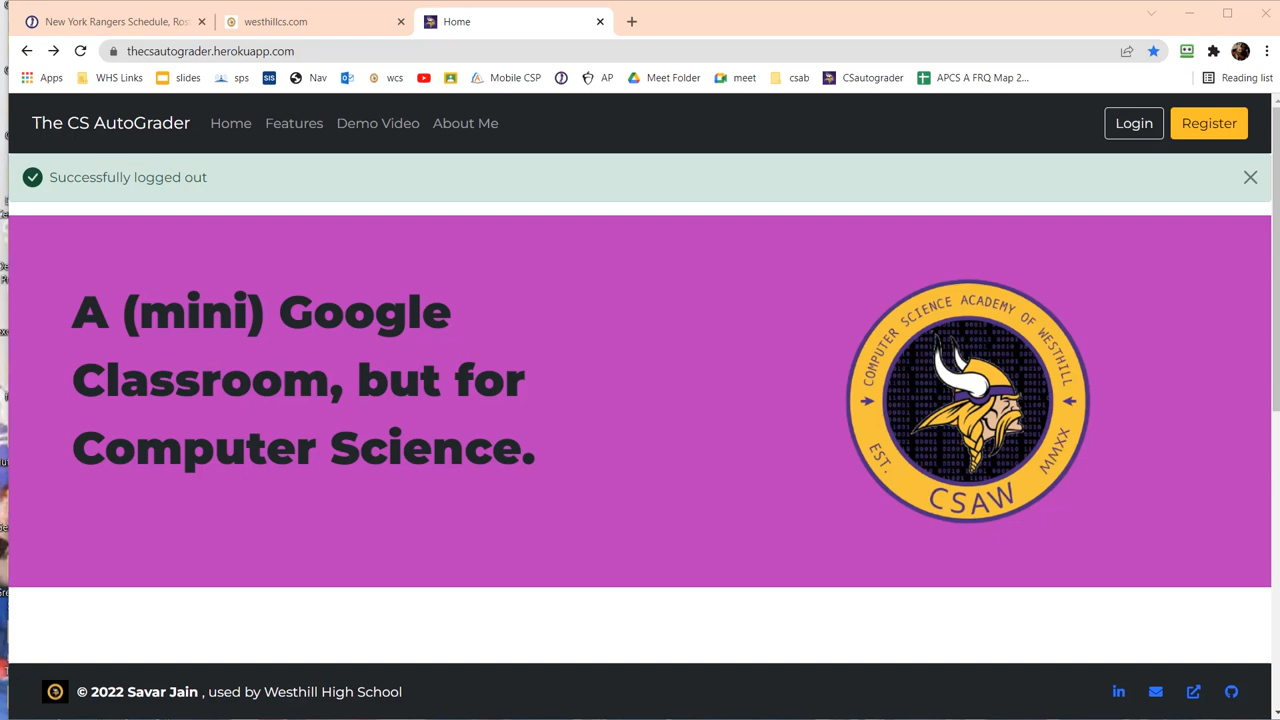 New York Rangers Schedule, Ros
westhillcs.com
Home
thecsautograder.herokuapp.com
Apps WHS Links slides sps SIS Nav wcs AP Mobile CSP AP Meet Folder meet csab CSautograder APCS A FRQ Map 2... Reading list
The CS AutoGrader Home Features Demo Video About Me Login Register
Successfully logged out
A (mini) Google
Classroom, but for
Computer Science.
COMPUTER SCIENCE ACADEMY OF WESTHILL
EST. MMXX
CSAW
© 2022 Savar Jain , used by Westhill High School